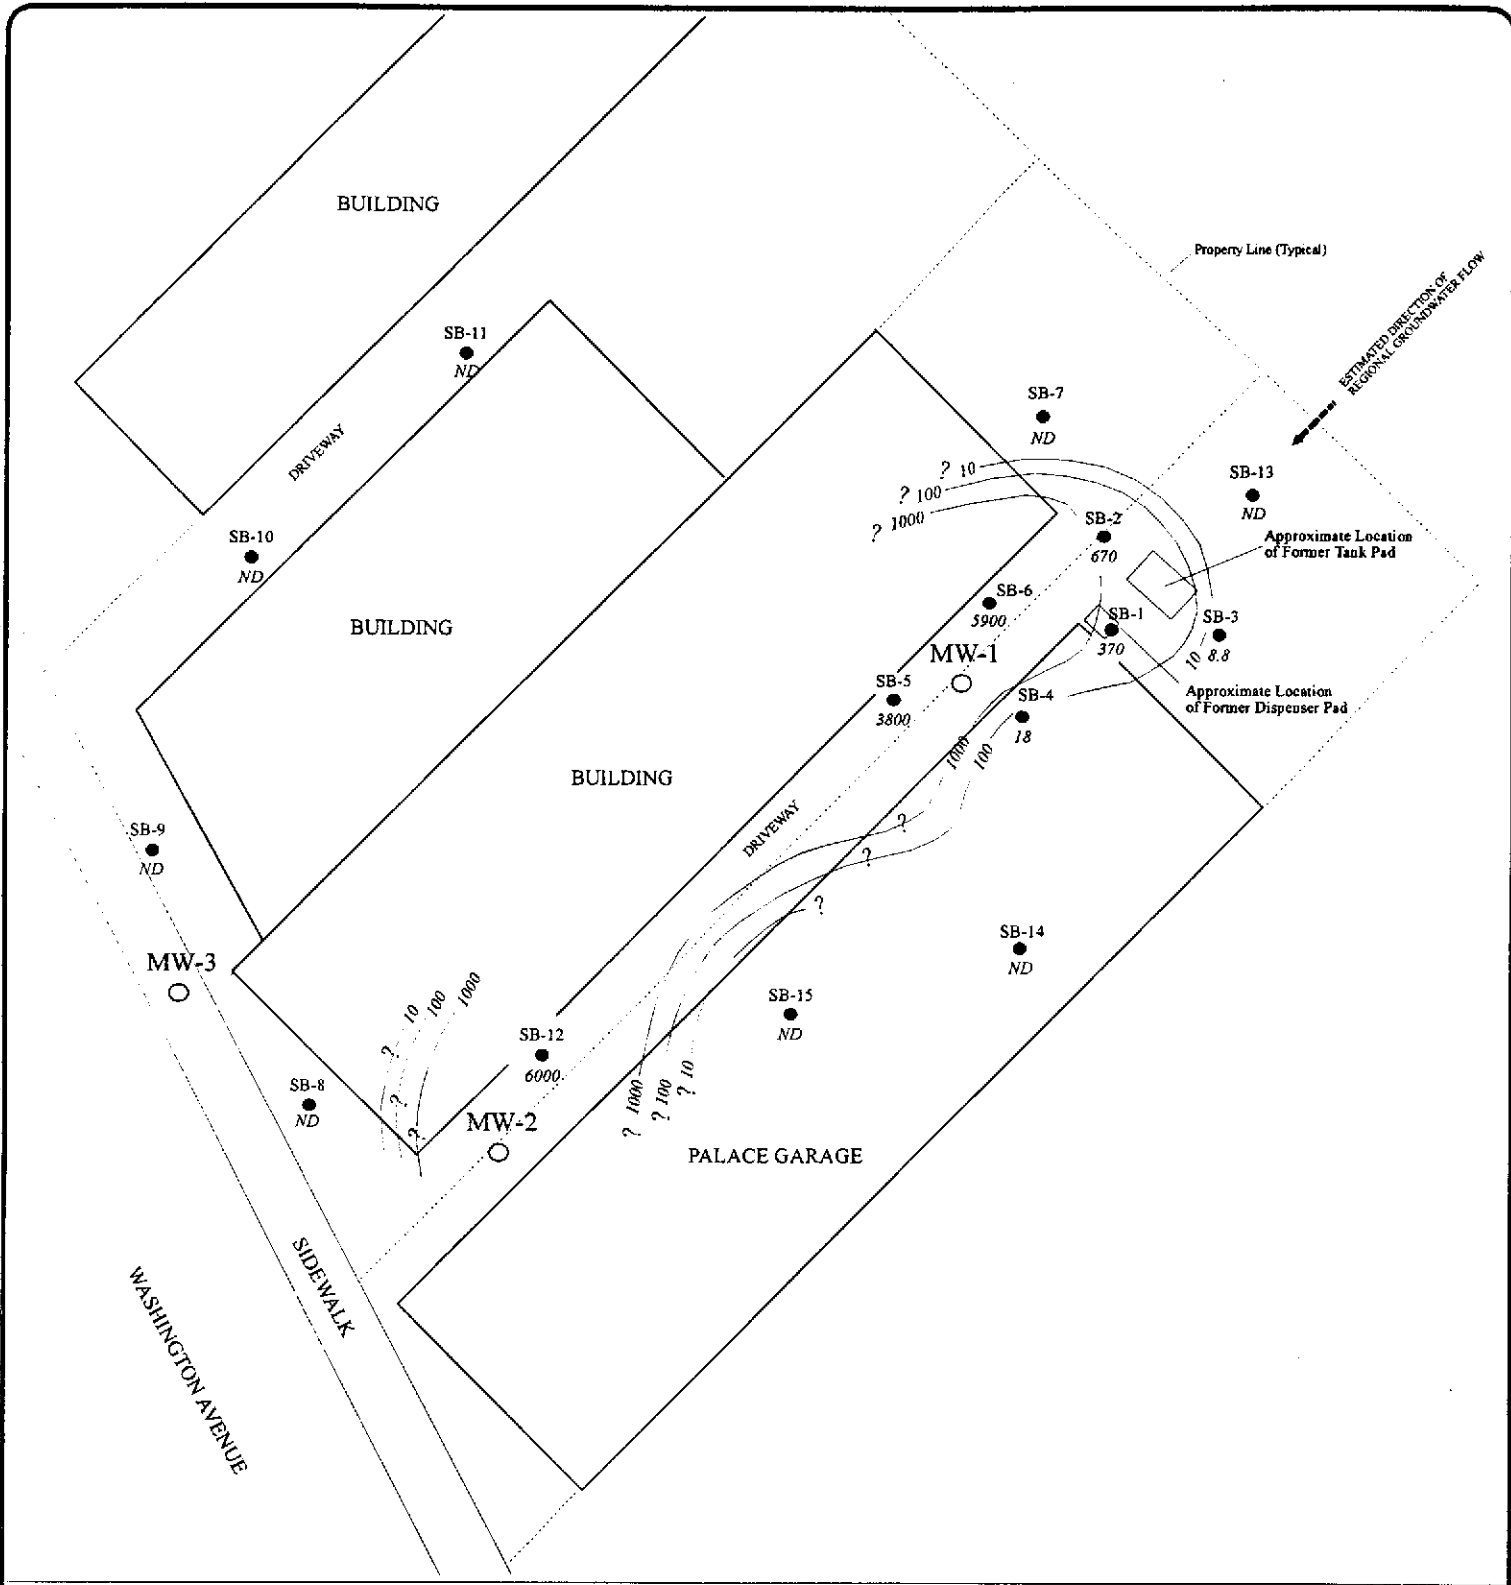 BUILDING
Property Line (Typical)
ESTIMATED DIRECTION OF
REGIONAL GROUNDWATER FLOW
SB-11
ND
SB-7
ND
DRIVEWAY
? 10
? 100
? 1000
SB-13
ND
SB-2
670
Approximate Location
of Former Tank Pad
SB-10
ND
SB-6
5900
SB-1
370
SB-3
8.8
10
BUILDING
MW-1
SB-5
3800
SB-4
18
Approximate Location
of Former Dispenser Pad
1000
100
BUILDING
DRIVEWAY
?
?
?
SB-9
ND
SB-14
ND
MW-3
SB-15
ND
10
100
1000
?
?
?
SB-12
6000
SB-8
ND
MW-2
? 1000
? 100
? 10
PALACE GARAGE
SIDEWALK
WASHINGTON AVENUE